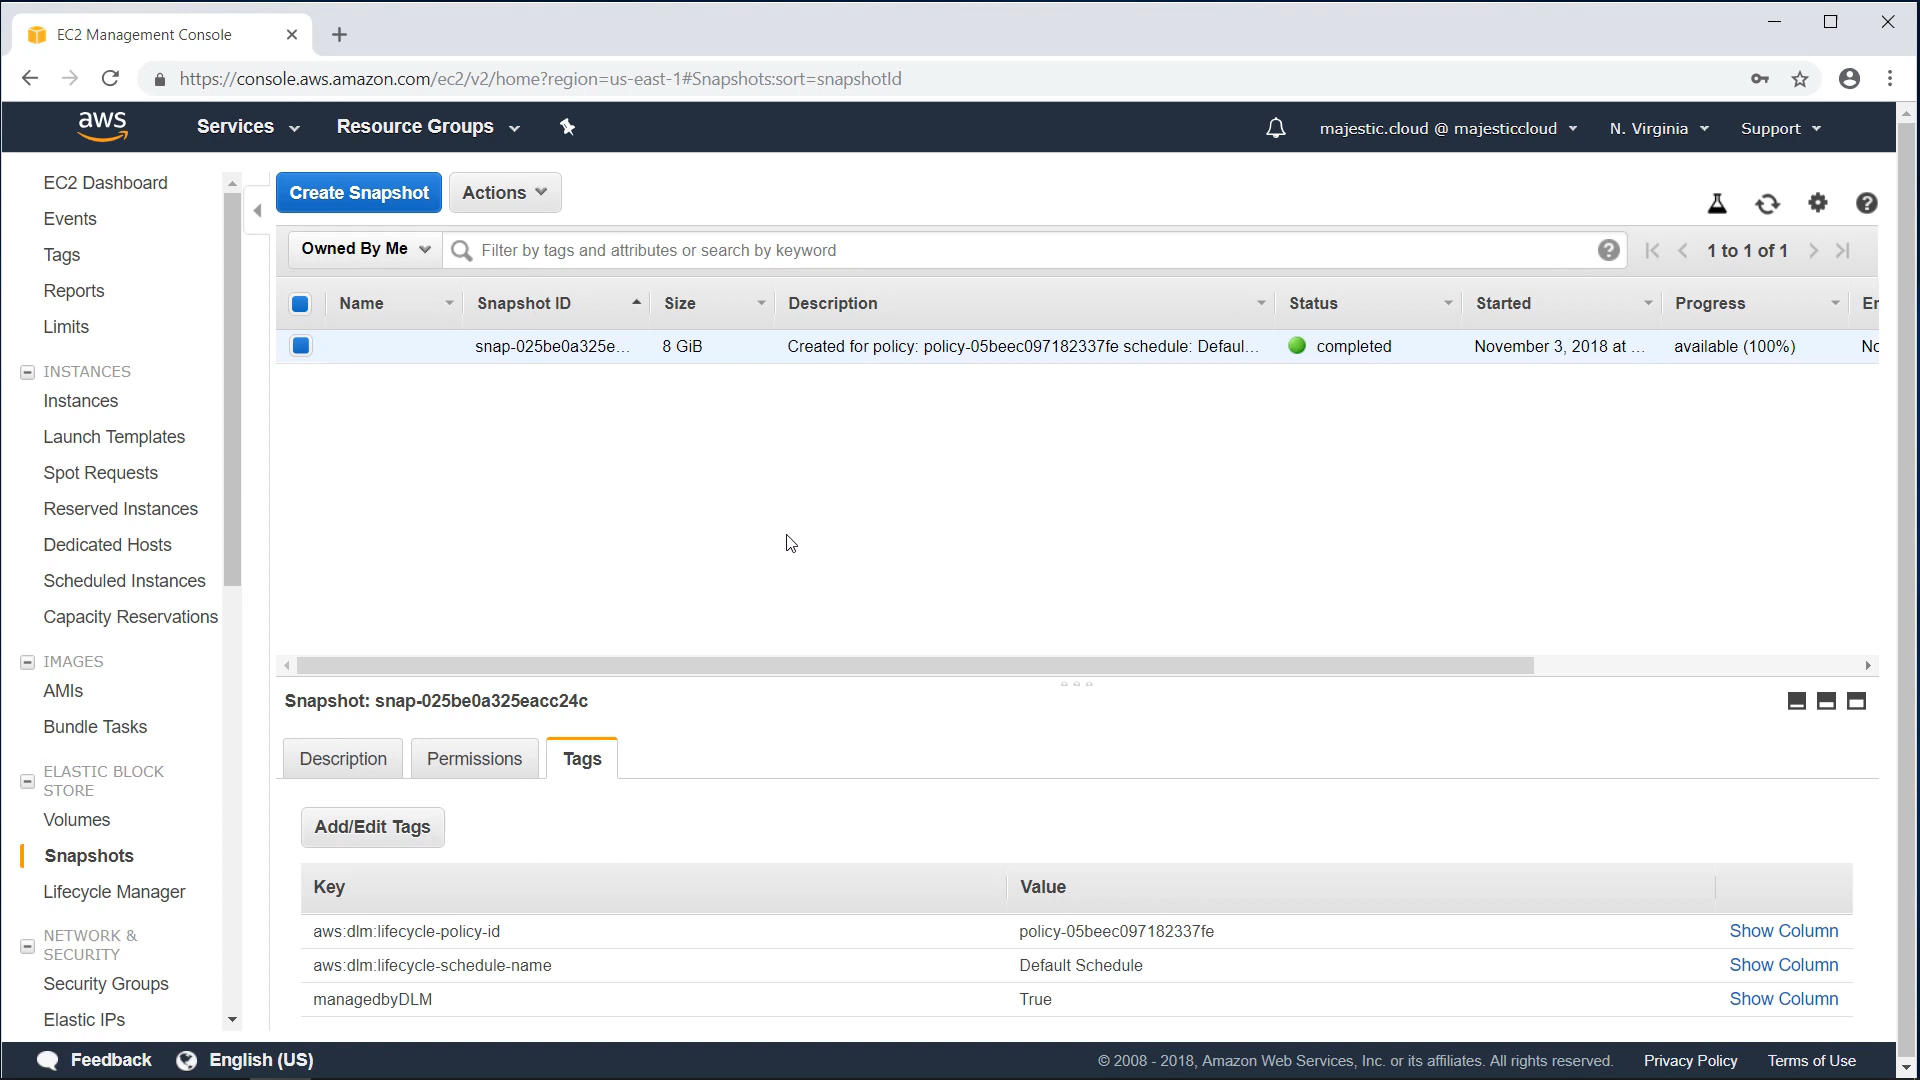 EC2 Management Console
https://console.aws.amazon.com/ec2/v2/home?region=us-east-1#Snapshots:sort=snapshotId
aws Services Resource Groups majestic.cloud @ majesticcloud N. Virginia Support
EC2 Dashboard
Events
Tags
Reports
Limits
INSTANCES
Instances
Launch Templates
Spot Requests
Reserved Instances
Dedicated Hosts
Scheduled Instances
Capacity Reservations
IMAGES
AMIs
Bundle Tasks
ELASTIC BLOCK
STORE
Volumes
Snapshots
Lifecycle Manager
NETWORK &
SECURITY
Security Groups
Elastic IPs
Create Snapshot Actions
Owned By Me Filter by tags and attributes or search by keyword 1 to 1 of 1
Name Snapshot ID Size Description Status Started Progress
snap-025be0a325e... 8 GiB Created for policy: policy-05beec097182337fe schedule: Defaul... completed November 3, 2018 at ... available (100%)
Snapshot: snap-025be0a325eacc24c
Description Permissions Tags
Add/Edit Tags
Key Value
aws:dlm:lifecycle-policy-id policy-05beec097182337fe Show Column
aws:dlm:lifecycle-schedule-name Default Schedule Show Column
managedbyDLM True Show Column
Feedback English (US) © 2008 - 2018, Amazon Web Services, Inc. or its affiliates. All rights reserved. Privacy Policy Terms of Use